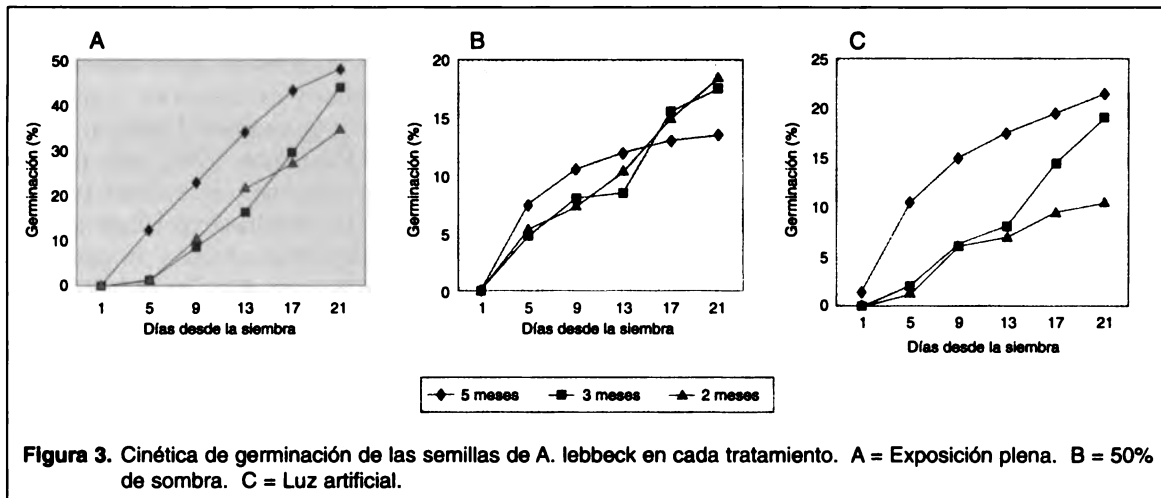 A
50
40
30
20
10
0
Germinación (%)
1 5 9 13 17 21
Días desde la siembra
B
20
15
10
5
0
Germinación (%)
1 5 9 13 17 21
Días desde la siembra
C
25
20
15
10
5
0
Germinación (%)
1 5 9 13 17 21
Días desde la siembra
5 meses 3 meses 2 meses
Figura 3. Cinética de germinación de las semillas de A. lebbeck en cada tratamiento. A = Exposición plena. B = 50%
de sombra. C = Luz artificial.